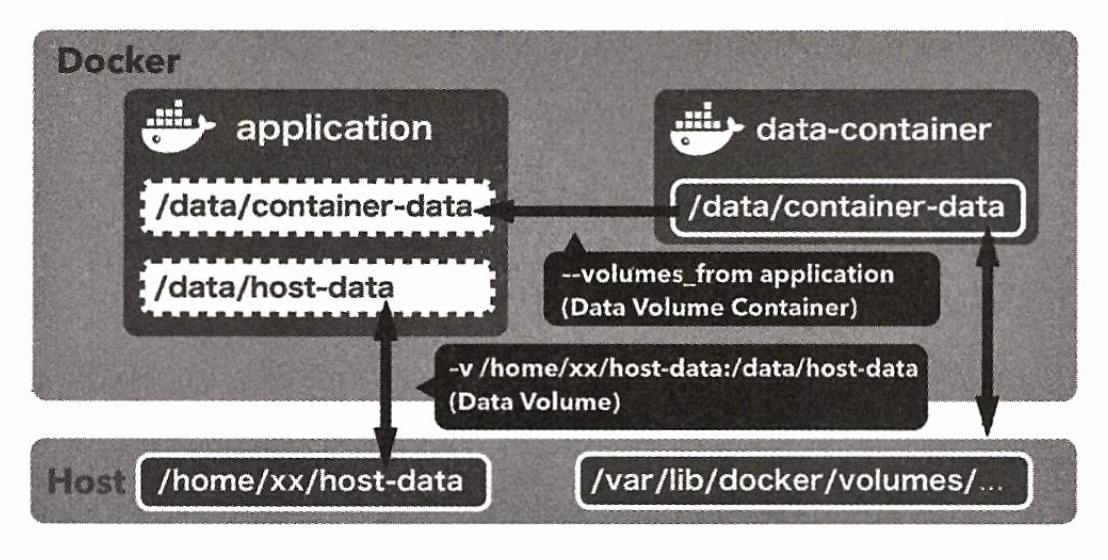 Docker
application
data-container
/data/container-data
/data/container-data
--volumes_from application
(Data Volume Container)
/data/host-data
-v /home/xx/host-data:/data/host-data
(Data Volume)
Host
/home/xx/host-data
/var/lib/docker/volumes/...